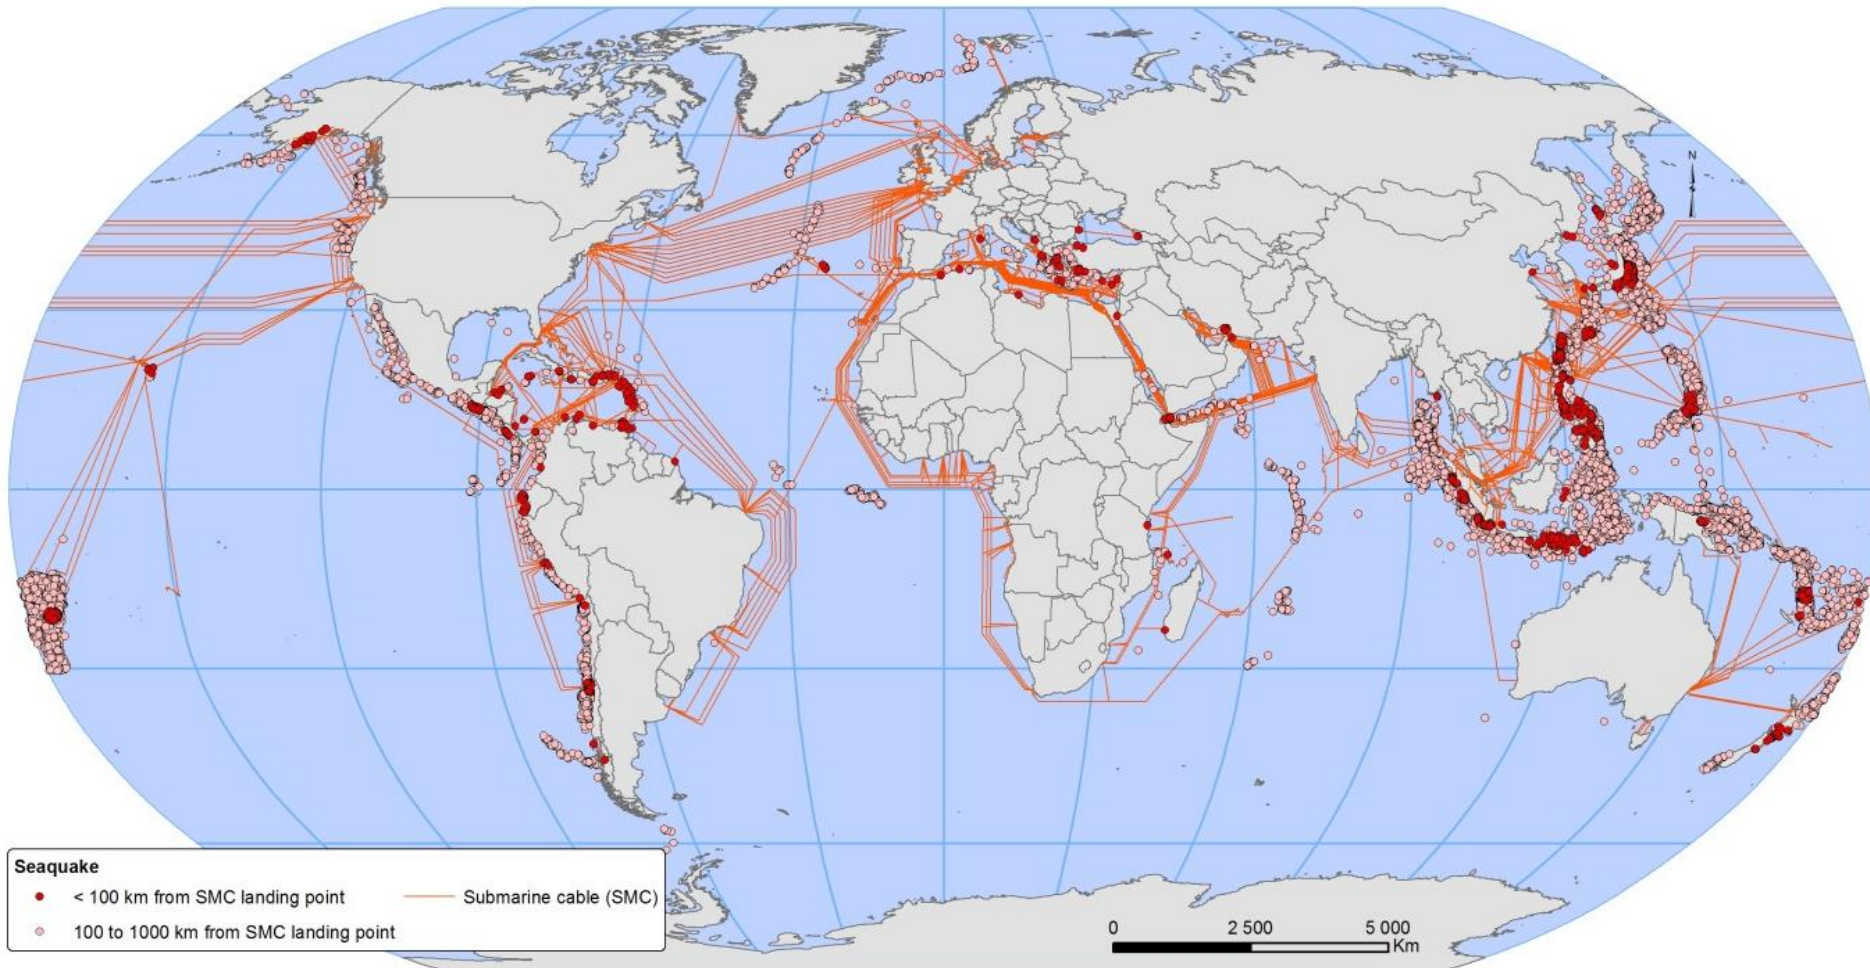 N
Seaquake
< 100 km from SMC landing point
Submarine cable (SMC)
100 to 1000 km from SMC landing point
0 2 500 5 000
Km